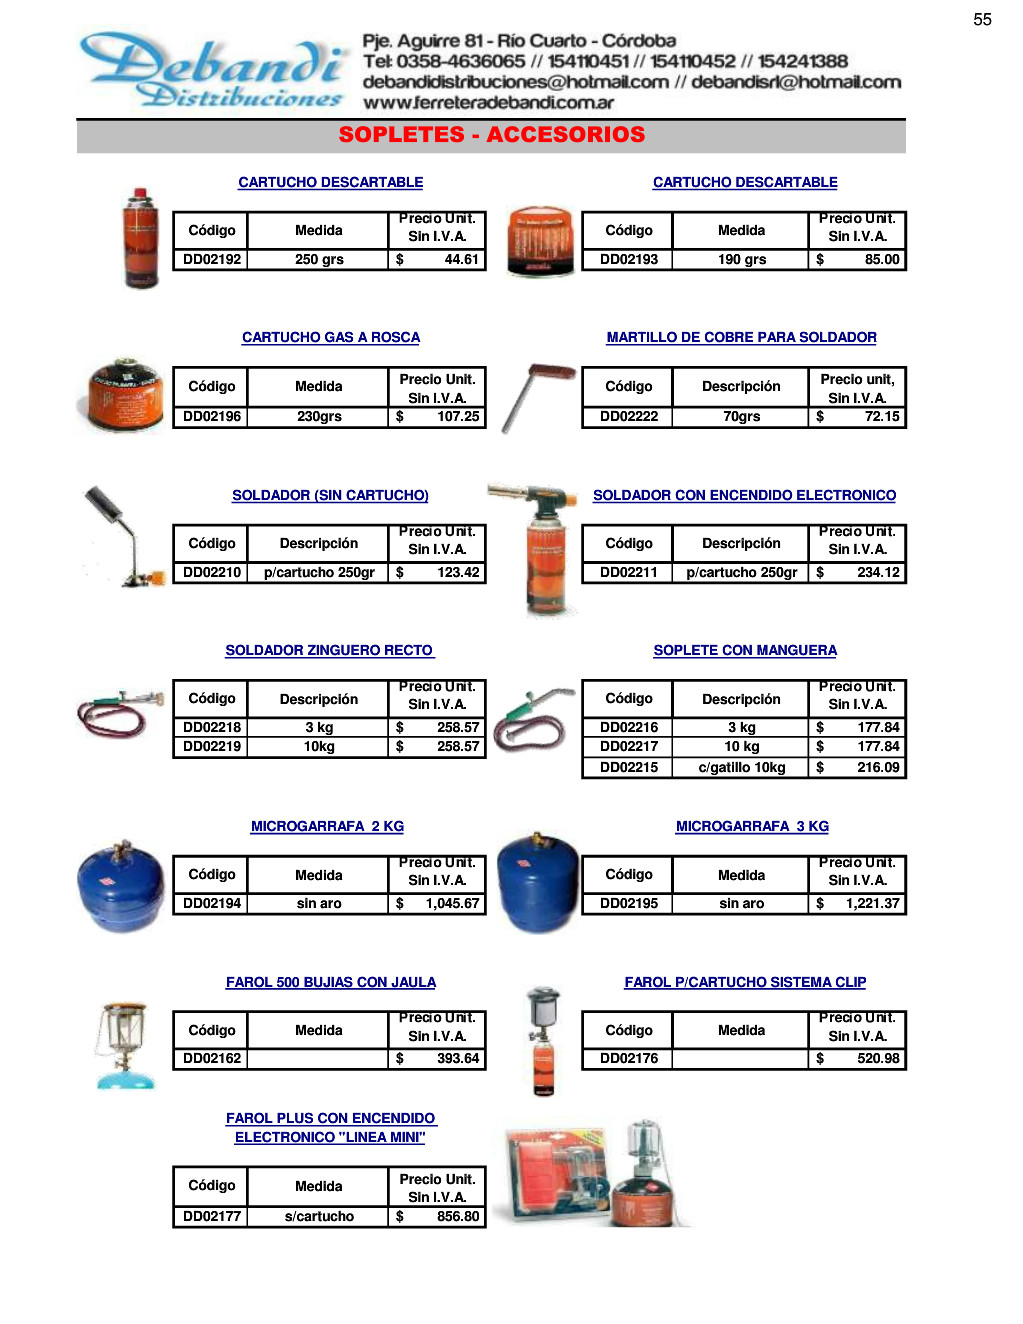 55
Debandi
Distribuciones
Pje. Aguirre 81 - Río Cuarto - Córdoba
Tel: 0358-4636065 // 154110451 // 154110452 // 154241388
debandidistribuciones@hotmail.com // debandisrl@hotmail.com
www.ferreteradebandi.com.ar
SOPLETES - ACCESORIOS
CARTUCHO DESCARTABLE
Código Medida Precio Unit. Sin I.V.A.
DD02192 250 grs $ 44.61
CARTUCHO DESCARTABLE
Código Medida Precio Unit. Sin I.V.A.
DD02193 190 grs $ 85.00
CARTUCHO GAS A ROSCA
Código Medida Precio Unit. Sin I.V.A.
DD02196 230grs $ 107.25
MARTILLO DE COBRE PARA SOLDADOR
Código Descripción Precio unit, Sin I.V.A.
DD02222 70grs $ 72.15
SOLDADOR (SIN CARTUCHO)
Código Descripción Precio Unit. Sin I.V.A.
DD02210 p/cartucho 250gr $ 123.42
SOLDADOR CON ENCENDIDO ELECTRONICO
Código Descripción Precio Unit. Sin I.V.A.
DD02211 p/cartucho 250gr $ 234.12
SOLDADOR ZINGUERO RECTO
Código Descripción Precio Unit. Sin I.V.A.
DD02218 3 kg $ 258.57
DD02219 10kg $ 258.57
SOPLETE CON MANGUERA
Código Descripción Precio Unit. Sin I.V.A.
DD02216 3 kg $ 177.84
DD02217 10 kg $ 177.84
DD02215 c/gatillo 10kg $ 216.09
MICROGARRAFA 2 KG
Código Medida Precio Unit. Sin I.V.A.
DD02194 sin aro $ 1,045.67
MICROGARRAFA 3 KG
Código Medida Precio Unit. Sin I.V.A.
DD02195 sin aro $ 1,221.37
FAROL 500 BUJIAS CON JAULA
Código Medida Precio Unit. Sin I.V.A.
DD02162 $ 393.64
FAROL P/CARTUCHO SISTEMA CLIP
Código Medida Precio Unit. Sin I.V.A.
DD02176 $ 520.98
FAROL PLUS CON ENCENDIDO
ELECTRONICO "LINEA MINI"
Código Medida Precio Unit. Sin I.V.A.
DD02177 s/cartucho $ 856.80